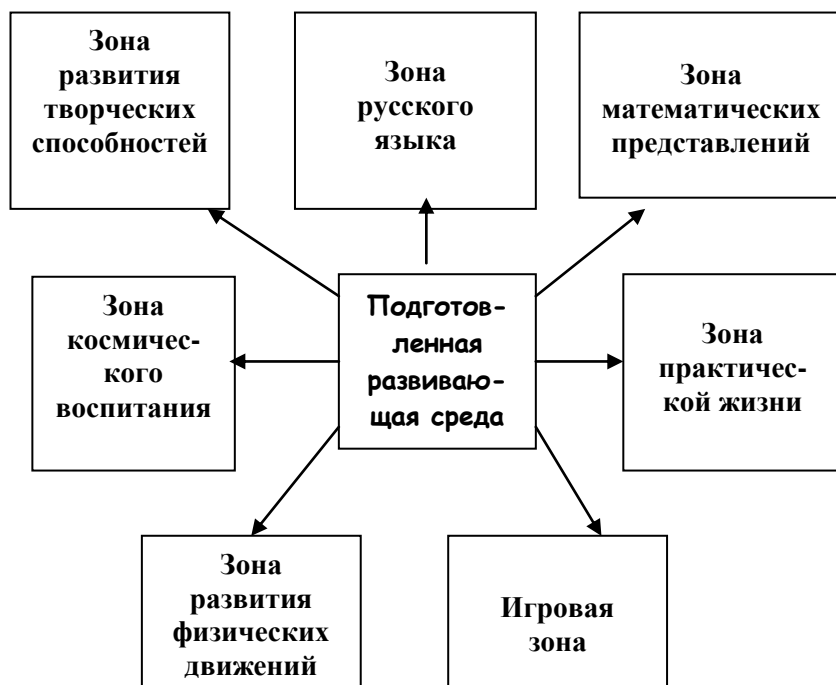 Зона
развития
творческих
способностей
Зона
русского
языка
Зона
математических
представлений
Зона
космичес-
кого
воспитания
Подготов-
ленная
развиваю-
щая среда
Зона
практичес-
кой жизни
Зона
развития
физических
движений
Игровая
зона